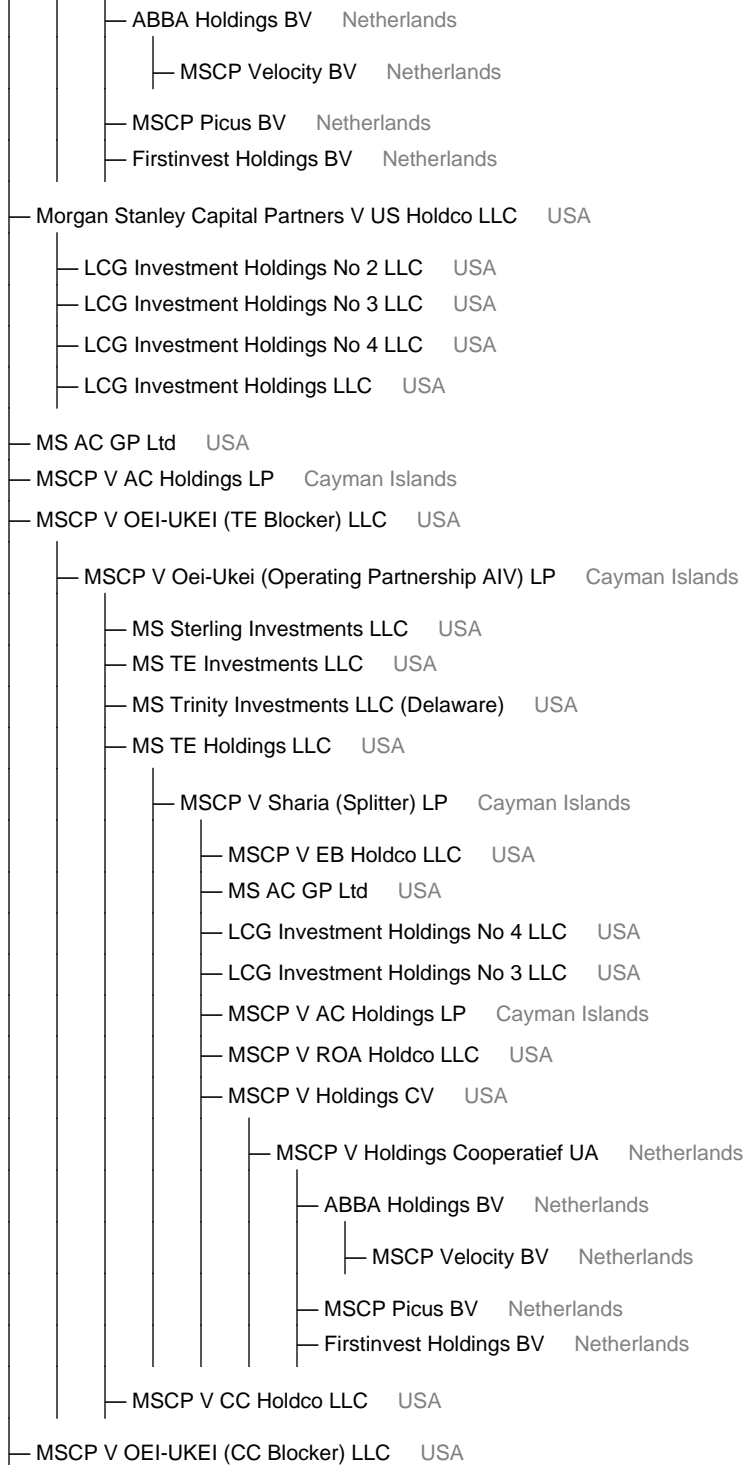 ABBA Holdings BV Netherlands
MSCP Velocity BV Netherlands
MSCP Picus BV Netherlands
Firstinvest Holdings BV Netherlands
Morgan Stanley Capital Partners V US Holdco LLC USA
LCG Investment Holdings No 2 LLC USA
LCG Investment Holdings No 3 LLC USA
LCG Investment Holdings No 4 LLC USA
LCG Investment Holdings LLC USA
MS AC GP Ltd USA
MSCP V AC Holdings LP Cayman Islands
MSCP V OEI-UKEI (TE Blocker) LLC USA
MSCP V Oei-Ukei (Operating Partnership AIV) LP Cayman Islands
MS Sterling Investments LLC USA
MS TE Investments LLC USA
MS Trinity Investments LLC (Delaware) USA
MS TE Holdings LLC USA
MSCP V Sharia (Splitter) LP Cayman Islands
MSCP V EB Holdco LLC USA
MS AC GP Ltd USA
LCG Investment Holdings No 4 LLC USA
LCG Investment Holdings No 3 LLC USA
MSCP V AC Holdings LP Cayman Islands
MSCP V ROA Holdco LLC USA
MSCP V Holdings CV USA
MSCP V Holdings Cooperatief UA Netherlands
ABBA Holdings BV Netherlands
MSCP Velocity BV Netherlands
MSCP Picus BV Netherlands
Firstinvest Holdings BV Netherlands
MSCP V CC Holdco LLC USA
MSCP V OEI-UKEI (CC Blocker) LLC USA